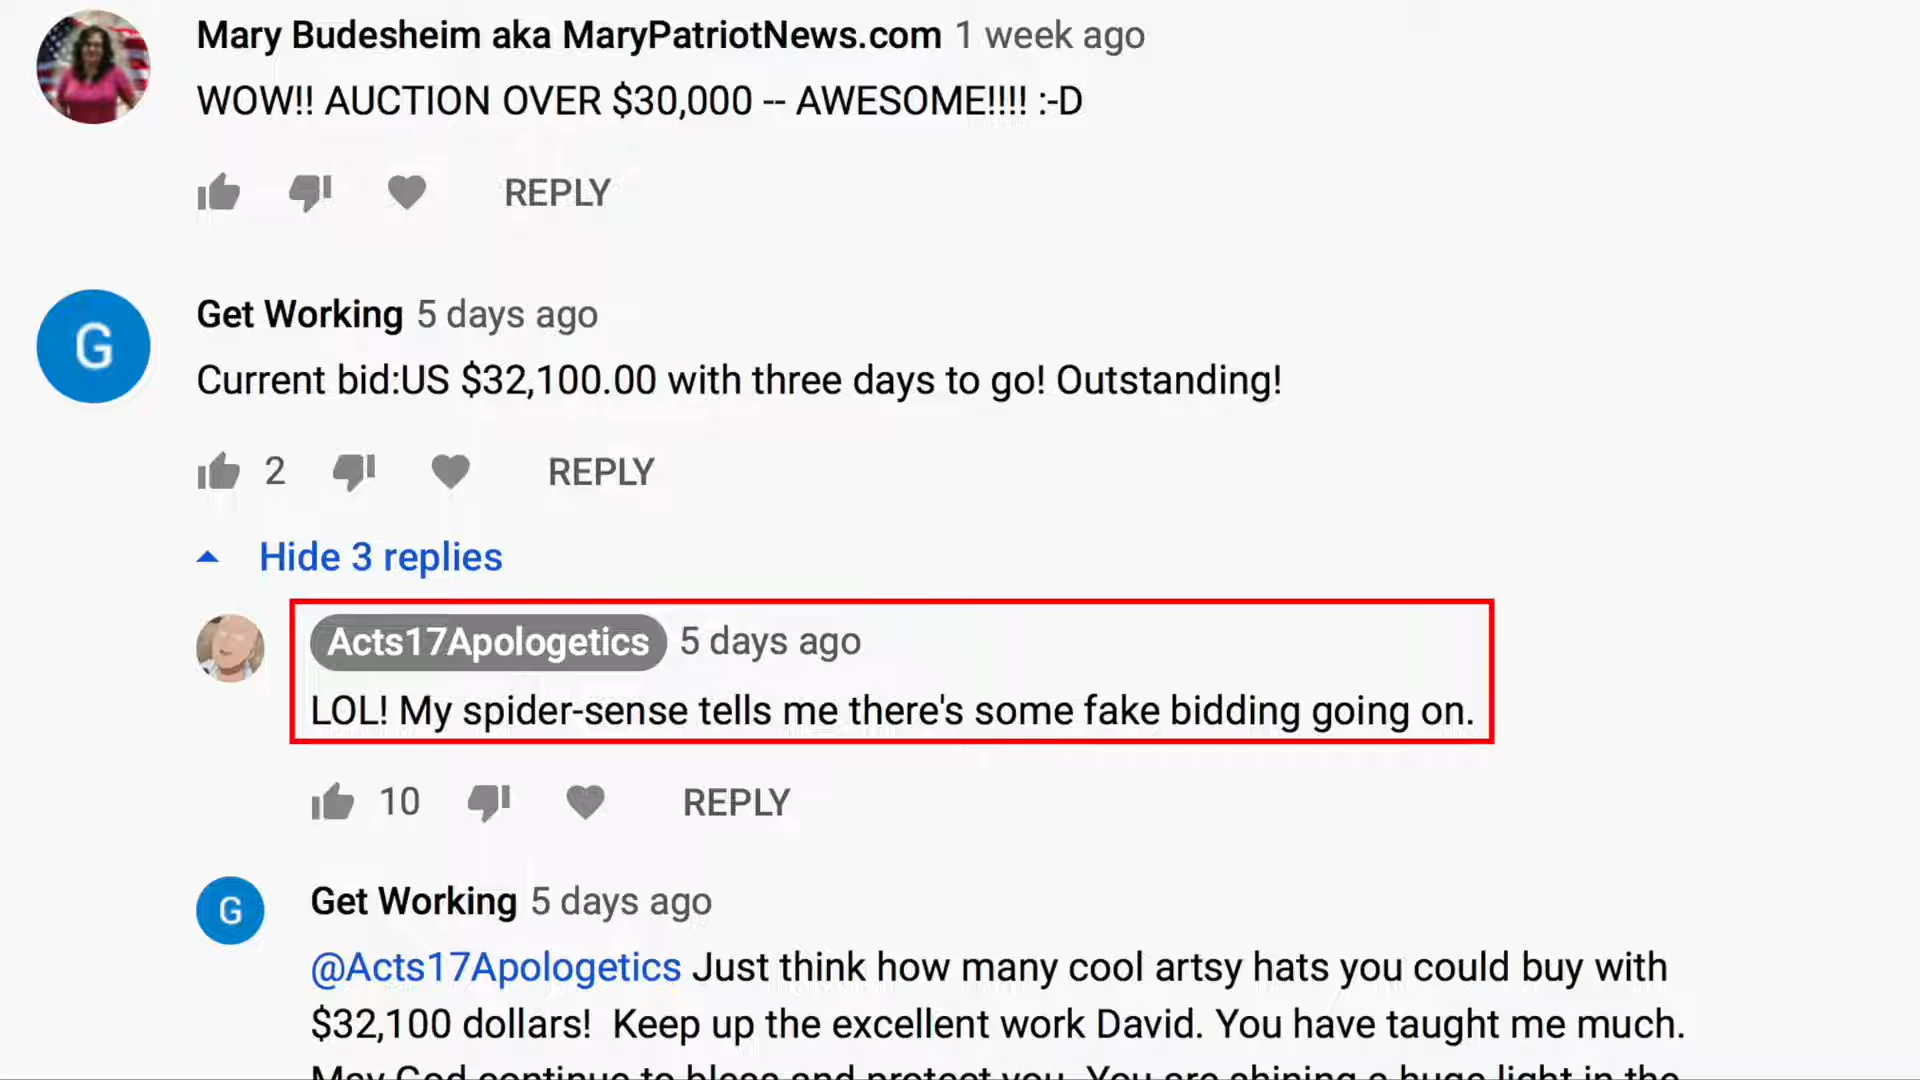 Mary Budesheim aka MaryPatriotNews.com 1 week ago
WOW!! AUCTION OVER $30,000 -- AWESOME!!!! :-D
REPLY
G
Get Working 5 days ago
Current bid:US $32,100.00 with three days to go! Outstanding!
2 REPLY
Hide 3 replies
Acts17Apologetics 5 days ago
LOL! My spider-sense tells me there's some fake bidding going on.
10 REPLY
G
Get Working 5 days ago
@Acts17Apologetics Just think how many cool artsy hats you could buy with
$32,100 dollars!  Keep up the excellent work David. You have taught me much.
May God continue to bless and protect you. You are shining a huge light in the